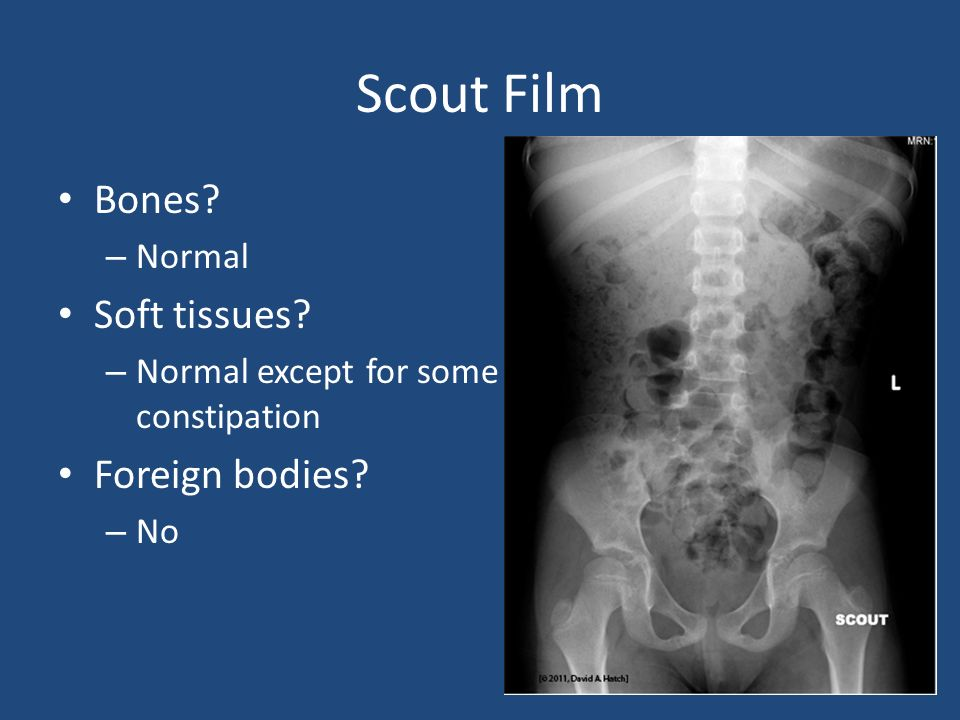 Scout Film
• Bones?
– Normal
• Soft tissues?
– Normal except for some
constipation
• Foreign bodies?
– No
MRN:1
L
SCOUT
[© 2011, David A. Hatch]